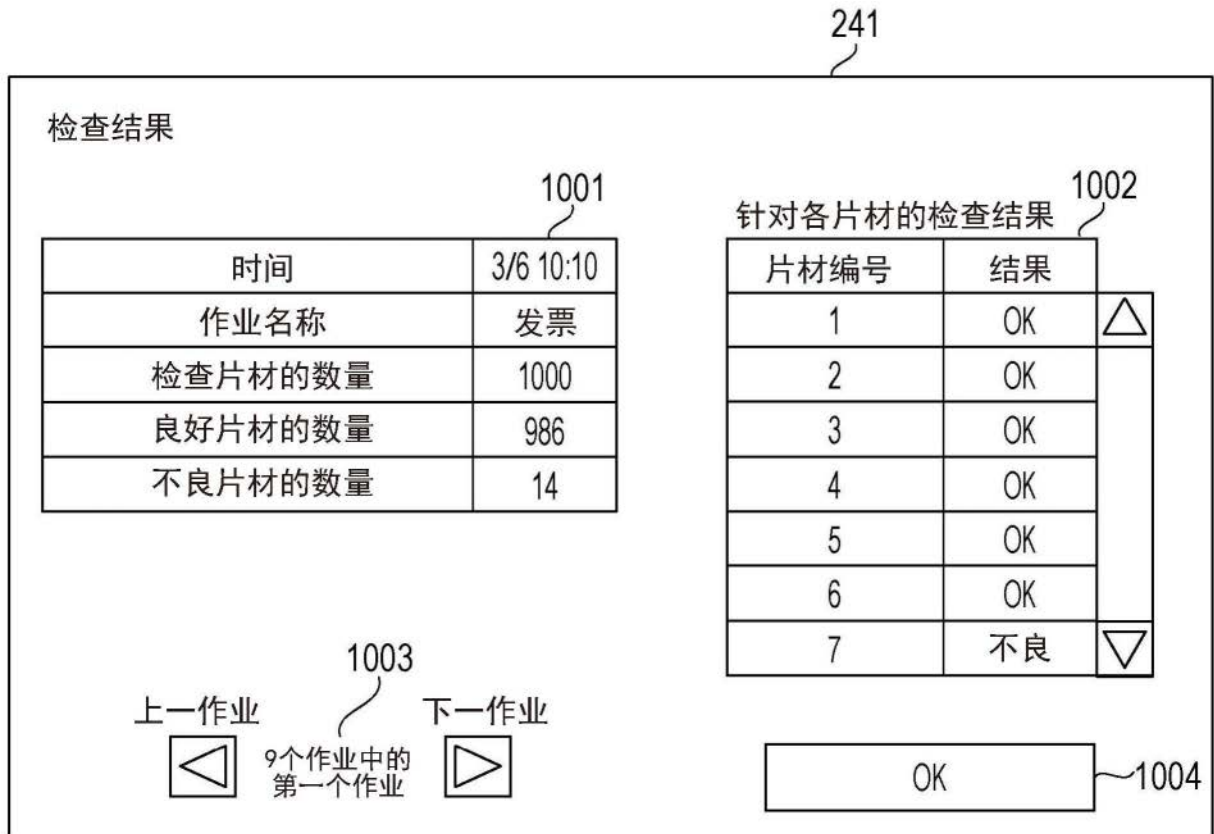 241
检查结果
1001
时间 3/6 10:10
作业名称 发票
检查片材的数量 1000
良好片材的数量 986
不良片材的数量 14
1002
针对各片材的检查结果
片材编号 结果
1 OK
2 OK
3 OK
4 OK
5 OK
6 OK
7 不良
1003
上一作业 下一作业
9个作业中的
第一个作业
OK
1004